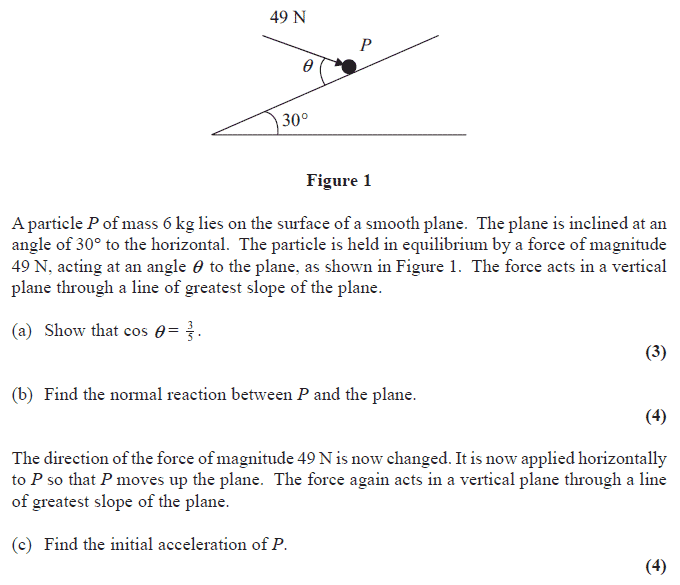 49 N
P
θ
30°
Figure 1
A particle P of mass 6 kg lies on the surface of a smooth plane. The plane is inclined at an
angle of 30° to the horizontal. The particle is held in equilibrium by a force of magnitude
49 N, acting at an angle θ to the plane, as shown in Figure 1. The force acts in a vertical
plane through a line of greatest slope of the plane.
(a) Show that cos θ = 3/5.
(3)
(b) Find the normal reaction between P and the plane.
(4)
The direction of the force of magnitude 49 N is now changed. It is now applied horizontally
to P so that P moves up the plane. The force again acts in a vertical plane through a line
of greatest slope of the plane.
(c) Find the initial acceleration of P.
(4)